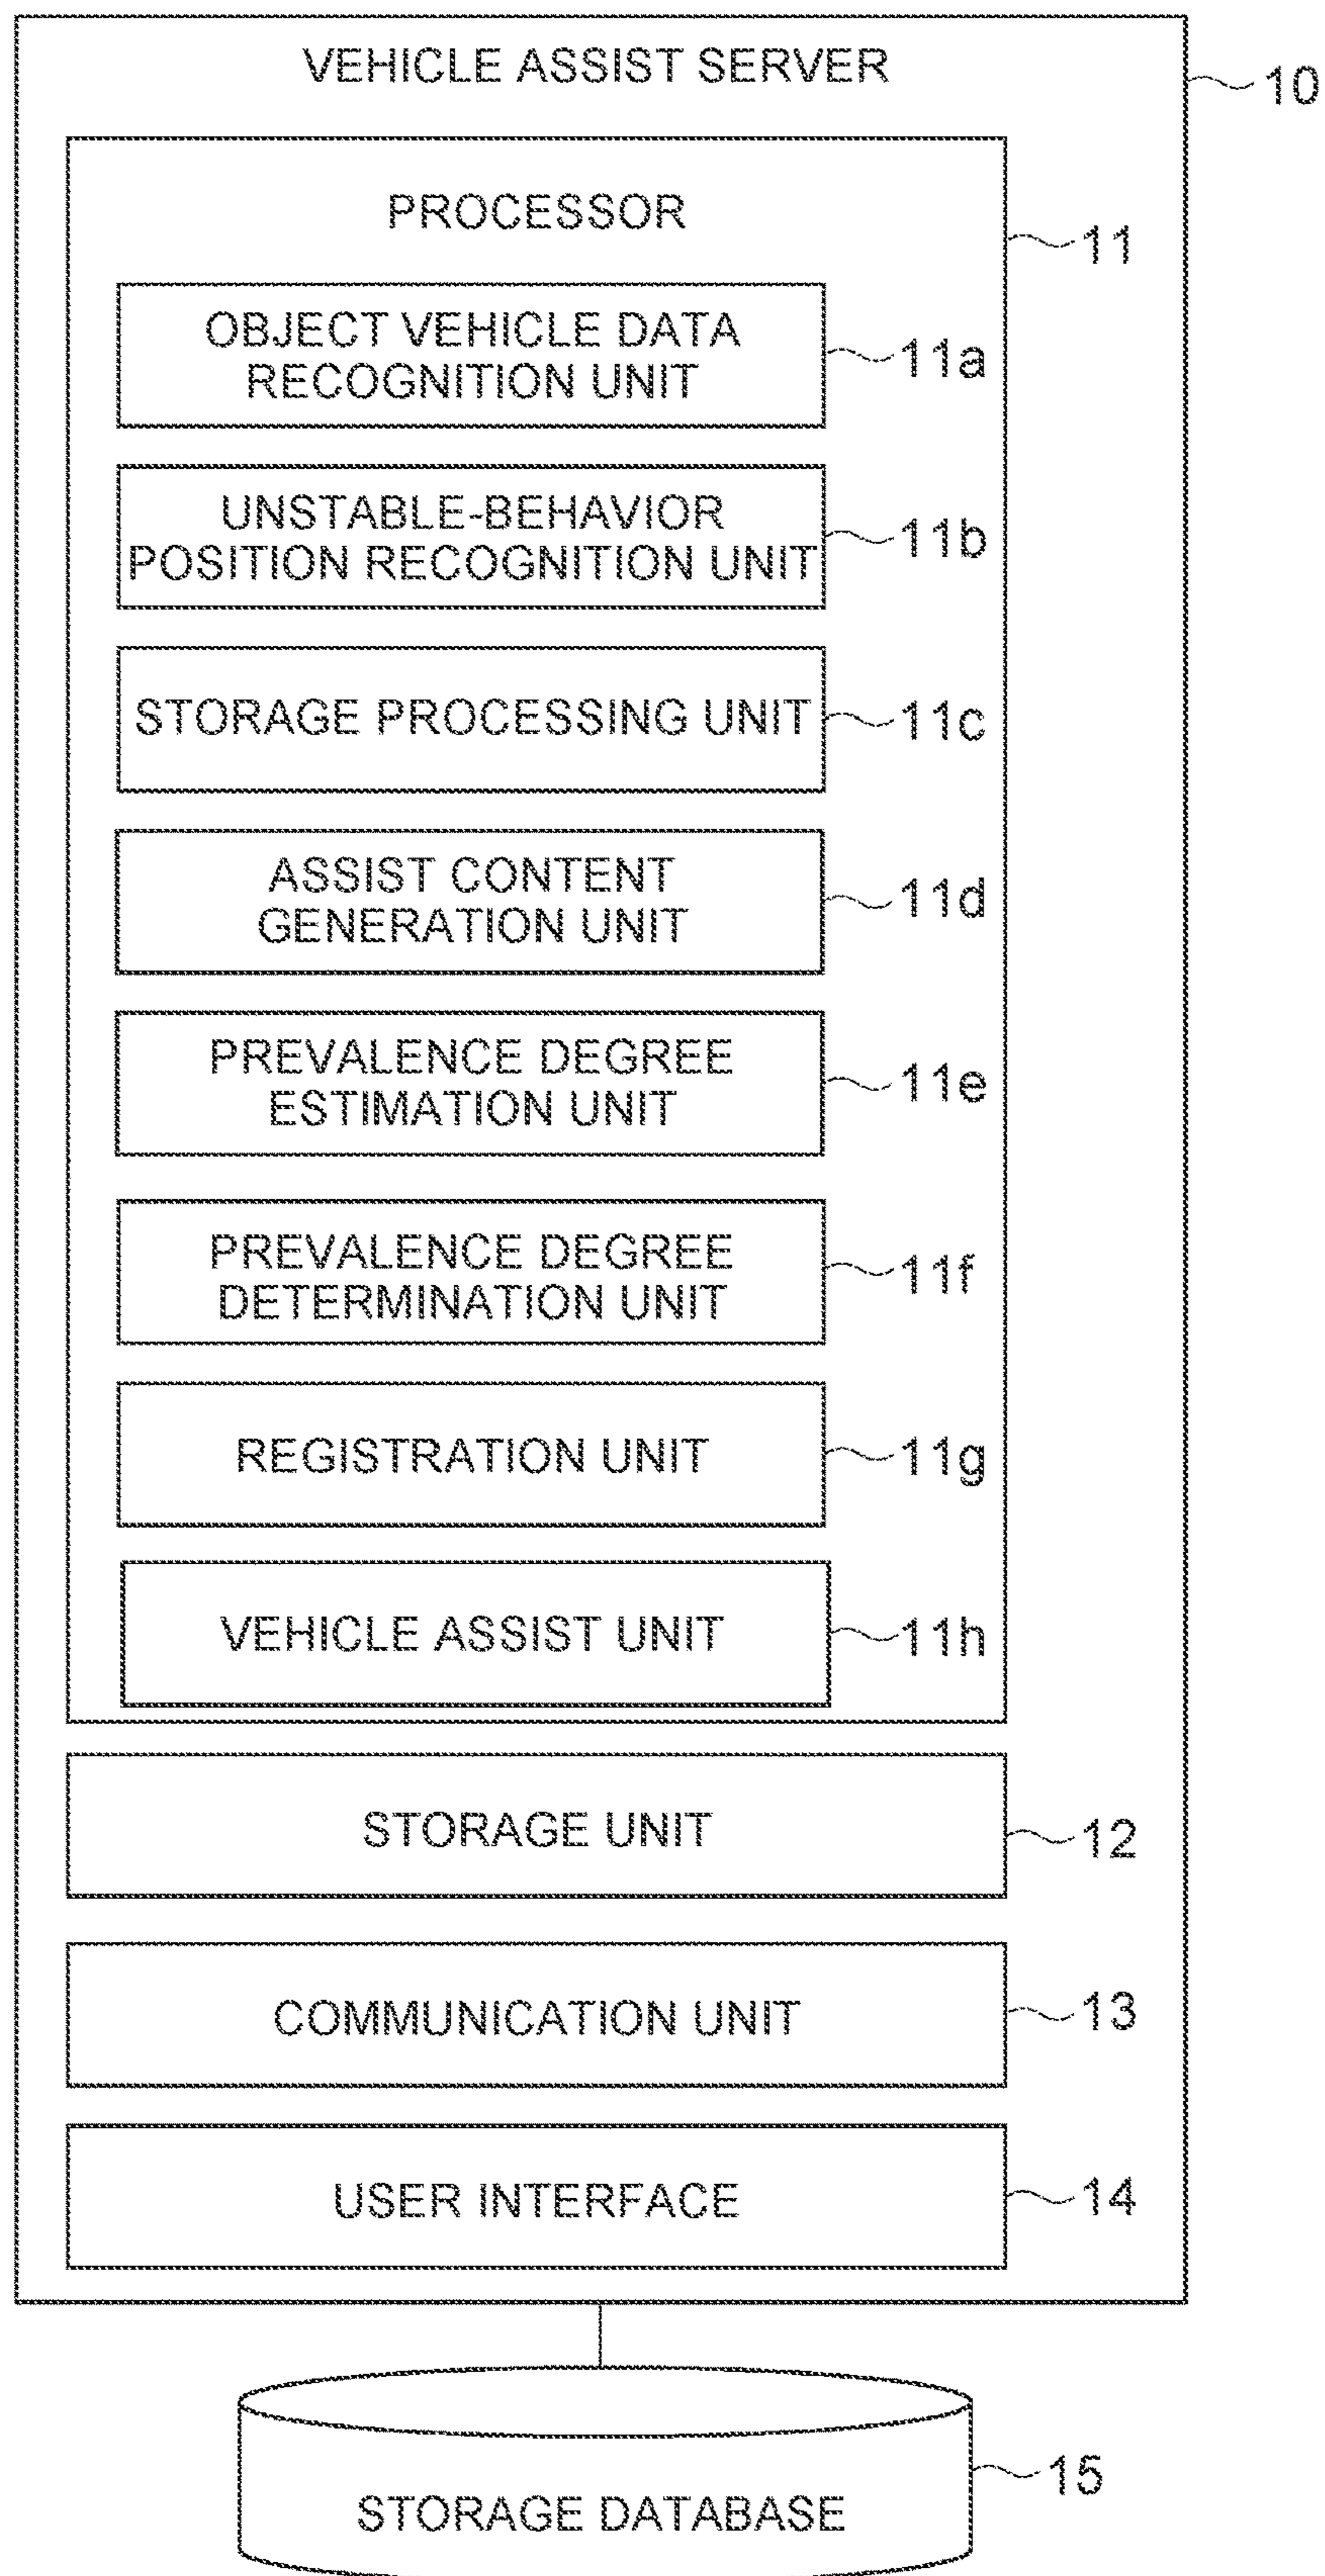 VEHICLE ASSIST SERVER
10
PROCESSOR
11
OBJECT VEHICLE DATA
RECOGNITION UNIT
11a
UNSTABLE-BEHAVIOR
POSITION RECOGNITION UNIT
11b
STORAGE PROCESSING UNIT
11c
ASSIST CONTENT
GENERATION UNIT
11d
PREVALENCE DEGREE
ESTIMATION UNIT
11e
PREVALENCE DEGREE
DETERMINATION UNIT
11f
REGISTRATION UNIT
11g
VEHICLE ASSIST UNIT
11h
STORAGE UNIT
12
COMMUNICATION UNIT
13
USER INTERFACE
14
STORAGE DATABASE
15